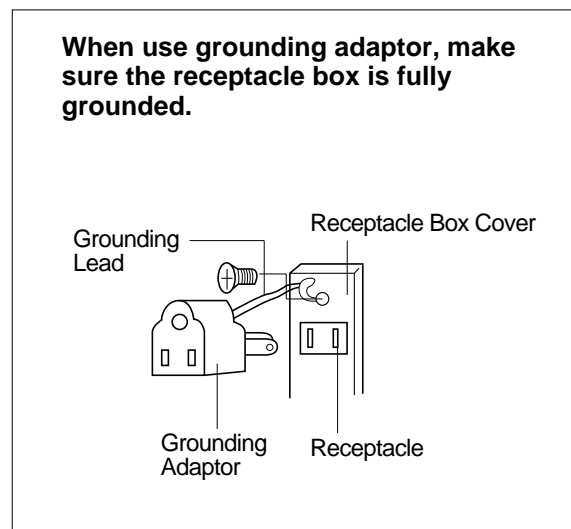 When use grounding adaptor, make
sure the receptacle box is fully
grounded.
Receptacle Box Cover
Grounding
Lead
Grounding
Adaptor
Receptacle